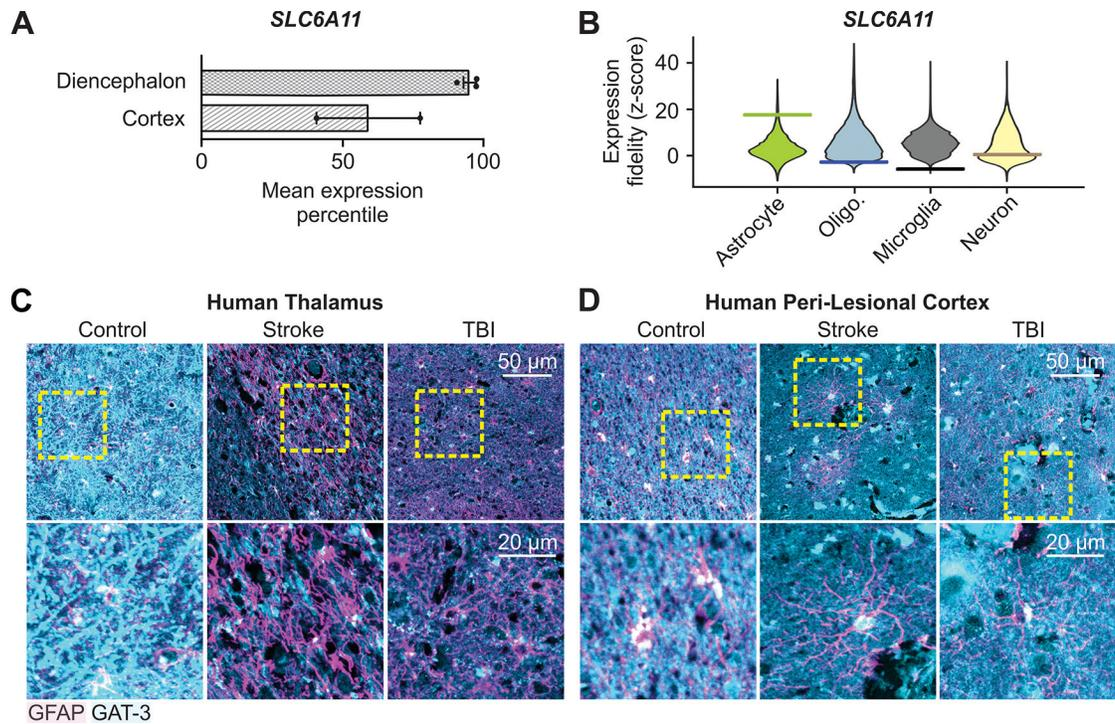 A
SLC6A11
Diencephalon
Cortex
0 50 100
Mean expression
percentile
B
SLC6A11
Expression
fidelity (z-score)
40
20
0
Astrocyte
Oligo.
Microglia
Neuron
C
Human Thalamus
Control Stroke TBI
50 µm
20 µm
GFAP GAT-3
D
Human Peri-Lesional Cortex
Control Stroke TBI
50 µm
20 µm